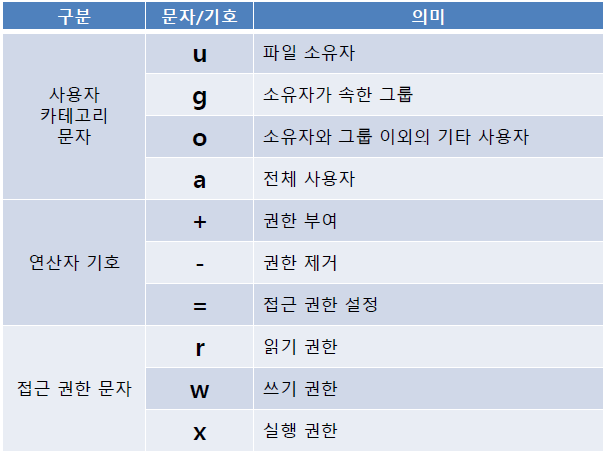 구분 문자/기호 의미
사용자
카테고리
문자
u 파일 소유자
g 소유자가 속한 그룹
o 소유자와 그룹 이외의 기타 사용자
a 전체 사용자
연산자 기호
+ 권한 부여
- 권한 제거
= 접근 권한 설정
접근 권한 문자
r 읽기 권한
w 쓰기 권한
x 실행 권한